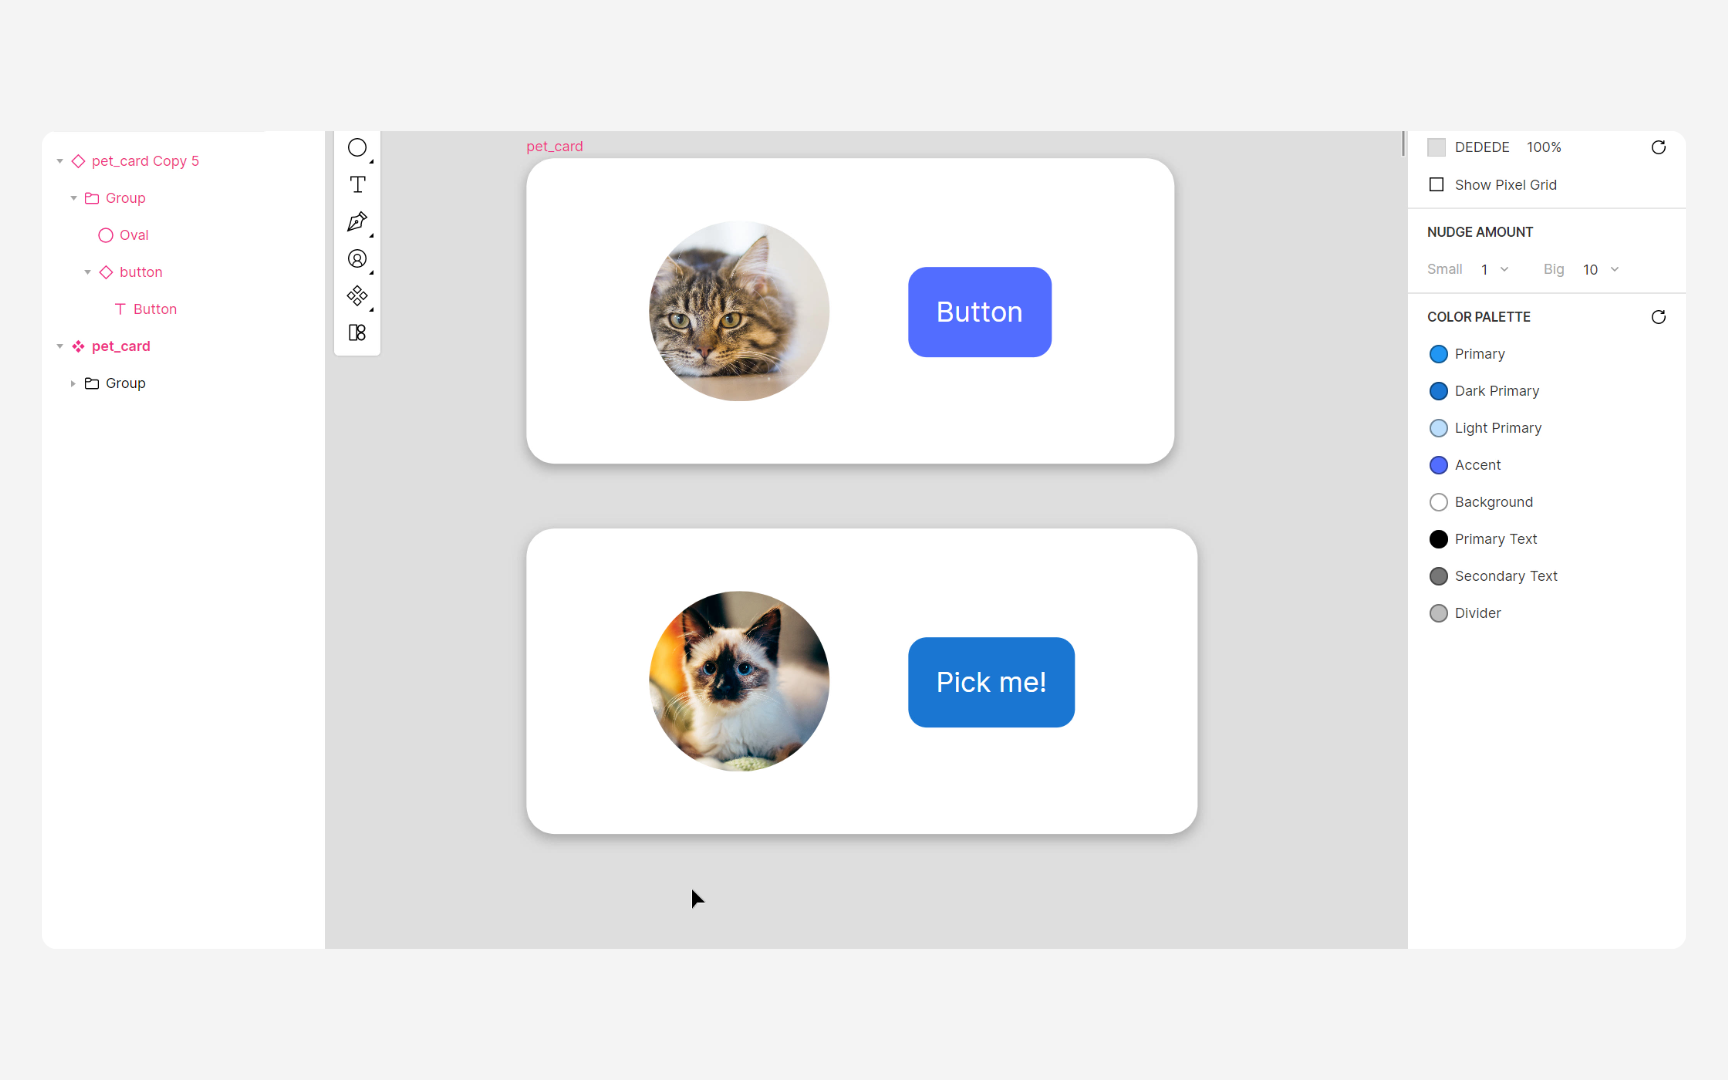 pet_card Copy 5
Group
Oval
button
Button
pet_card
Group
pet_card
Button
Pick me!
DEDEDE 100%
Show Pixel Grid
NUDGE AMOUNT
Small 1 Big 10
COLOR PALETTE
Primary
Dark Primary
Light Primary
Accent
Background
Primary Text
Secondary Text
Divider